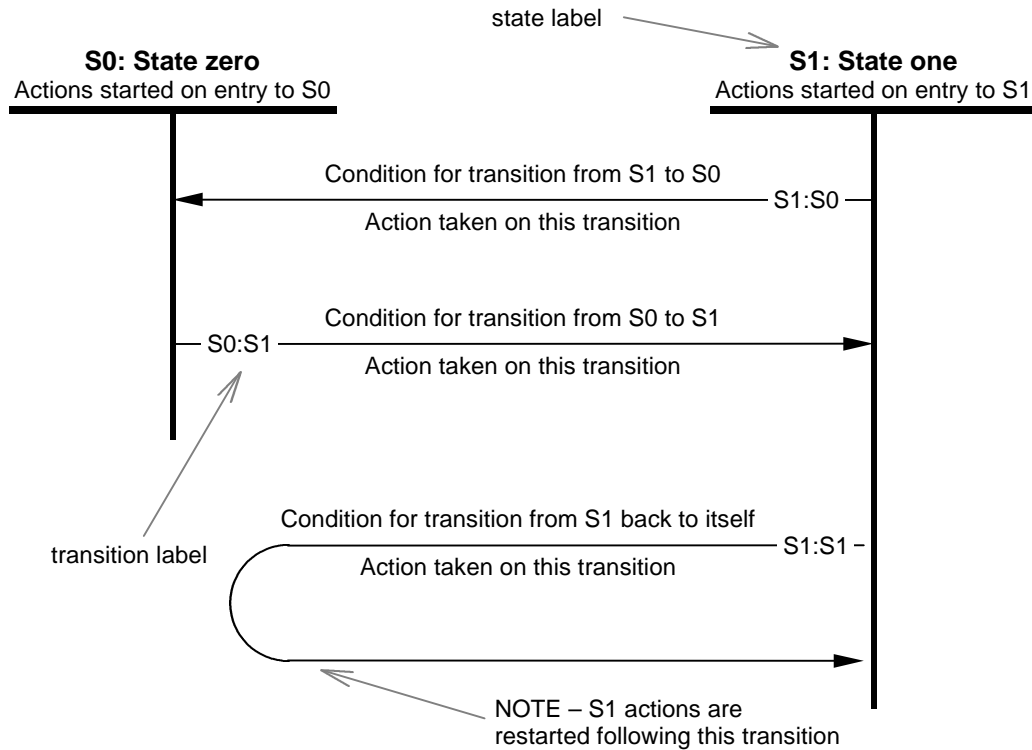 state label
S0: State zero
Actions started on entry to S0
S1: State one
Actions started on entry to S1
Condition for transition from S1 to S0
S1:S0
Action taken on this transition
Condition for transition from S0 to S1
S0:S1
Action taken on this transition
Condition for transition from S1 back to itself
S1:S1
transition label
Action taken on this transition
NOTE – S1 actions are
restarted following this transition